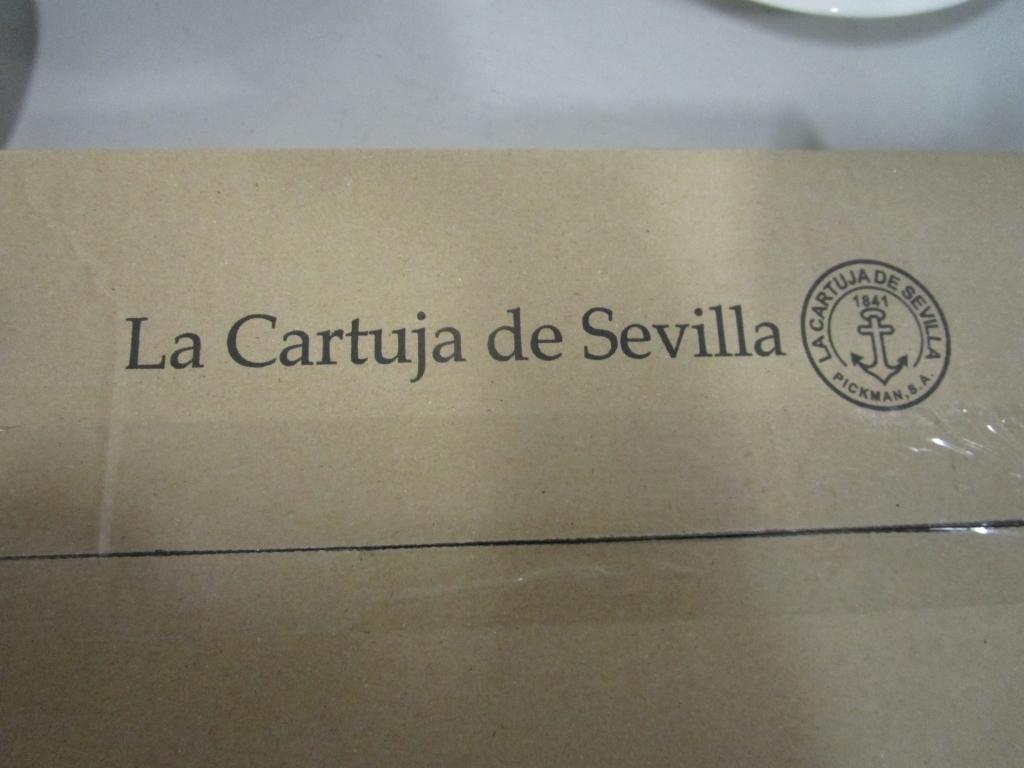 La Cartuja de Sevilla
LA CARTUJA DE SEVILLA
1841
PICKMAN, S.A.